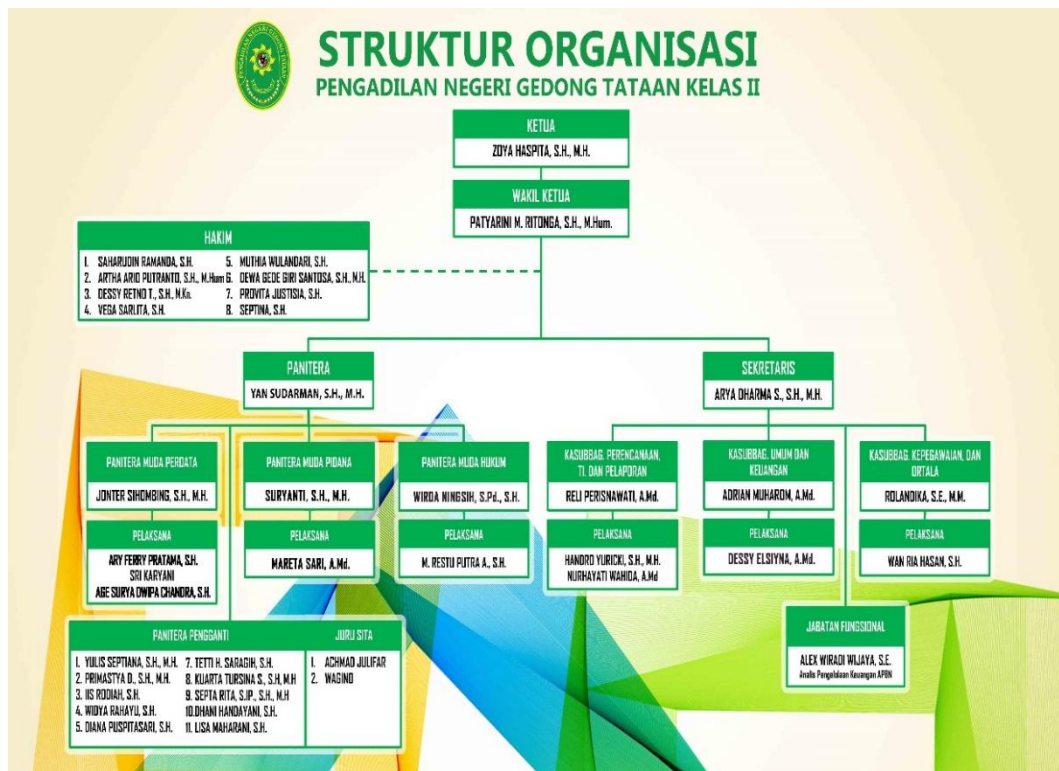 PENGADILAN NEGERI GEDONG TATAAN
STRUKTUR ORGANISASI
PENGADILAN NEGERI GEDONG TATAAN KELAS II
KETUA
ZOYA HASPITA, S.H., M.H.
WAKIL KETUA
PATYARINI M. RITONGA, S.H., M.Hum.
HAKIM
1. SAHARUDIN RAMANDA, S.H.
2. ARTHA ARIO PUTRANTO, S.H., M.Hum
3. DESSY RETNO T., S.H., M.Kn.
4. VEGA SARLITA, S.H.
5. MUTHIA WULANDARI, S.H.
6. DEWA GEDE GIRI SANTOSA, S.H., M.H.
7. PROVITA JUSTISIA, S.H.
8. SEPTINA, S.H.
PANITERA
YAN SUDARMAN, S.H., M.H.
SEKRETARIS
ARYA DHARMA S., S.H., M.H.
PANITERA MUDA PERDATA
JONTER SIHOMBING, S.H., M.H.
PANITERA MUDA PIDANA
SURYANTI, S.H., M.H.
PANITERA MUDA HUKUM
WIRDA NINGSIH, S.Pd., S.H.
KASUBBAG. PERENCANAAN,
TI. DAN PELAPORAN
RELI PERISNAWATI, A.Md.
KASUBBAG. UMUM DAN
KEUANGAN
ADRIAN MUHAROM, A.Md.
KASUBBAG. KEPEGAWAIAN, DAN
ORTALA
ROLANDIKA, S.E., M.M.
PELAKSANA
ARY FERRY PRATAMA, S.H.
SRI KARYANI
AGE SURYA DWIPA CHANDRA, S.H.
PELAKSANA
MARETA SARI, A.Md.
PELAKSANA
M. RESTU PUTRA A., S.H.
PELAKSANA
HANDRO YURICKI, S.H., M.H.
NURHAYATI WAHIDA, A.Md
PELAKSANA
DESSY ELSIYNA, A.Md.
PELAKSANA
WAN RIA HASAN, S.H.
PANITERA PENGGANTI
1. YULIS SEPTIANA, S.H., M.H.
2. PRIMASTYA D., S.H., M.H.
3. IIS RODIAH, S.H.
4. WIDYA RAHAYU, S.H.
5. DIANA PUSPITASARI, S.H.
7. TETTI H. SARAGIH, S.H.
8. KUARTA TURSINA S., S.H, M.H
9. SEPTA RITA, S.IP., S.H., M.H
10.DHANI HANDAYANI, S.H.
11. LISA MAHARANI, S.H.
JURU SITA
1. ACHMAD JULIFAR
2. WAGINO
JABATAN FUNGSIONAL
ALEX WIRADI WIJAYA, S.E.
Analis Pengelolaan Keuangan APBN